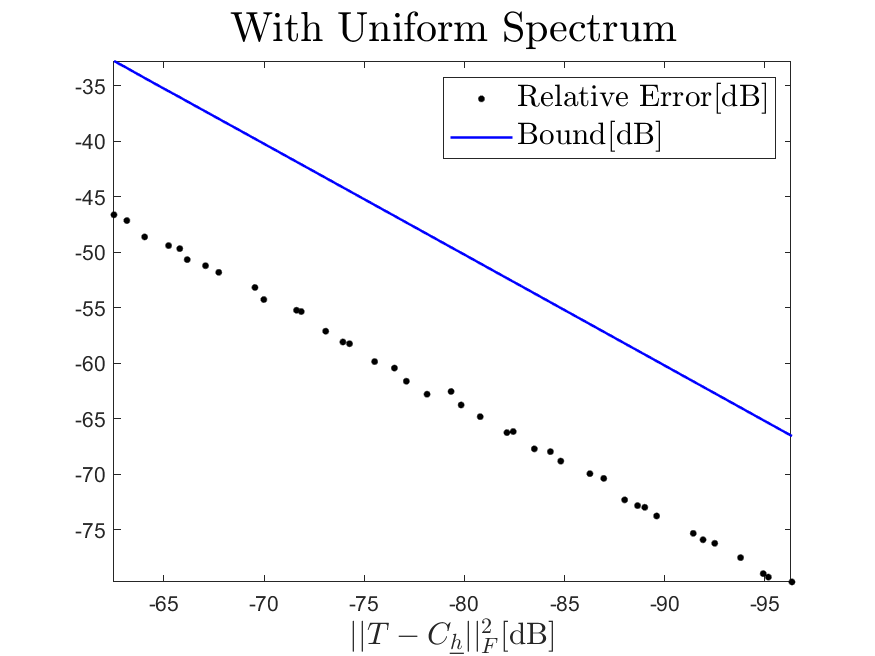 With Uniform Spectrum
Relative Error[dB]
Bound[dB]
-35
-40
-45
-50
-55
-60
-65
-70
-75
-65 -70 -75 -80 -85 -90 -95
||T − C_h||²_F[dB]